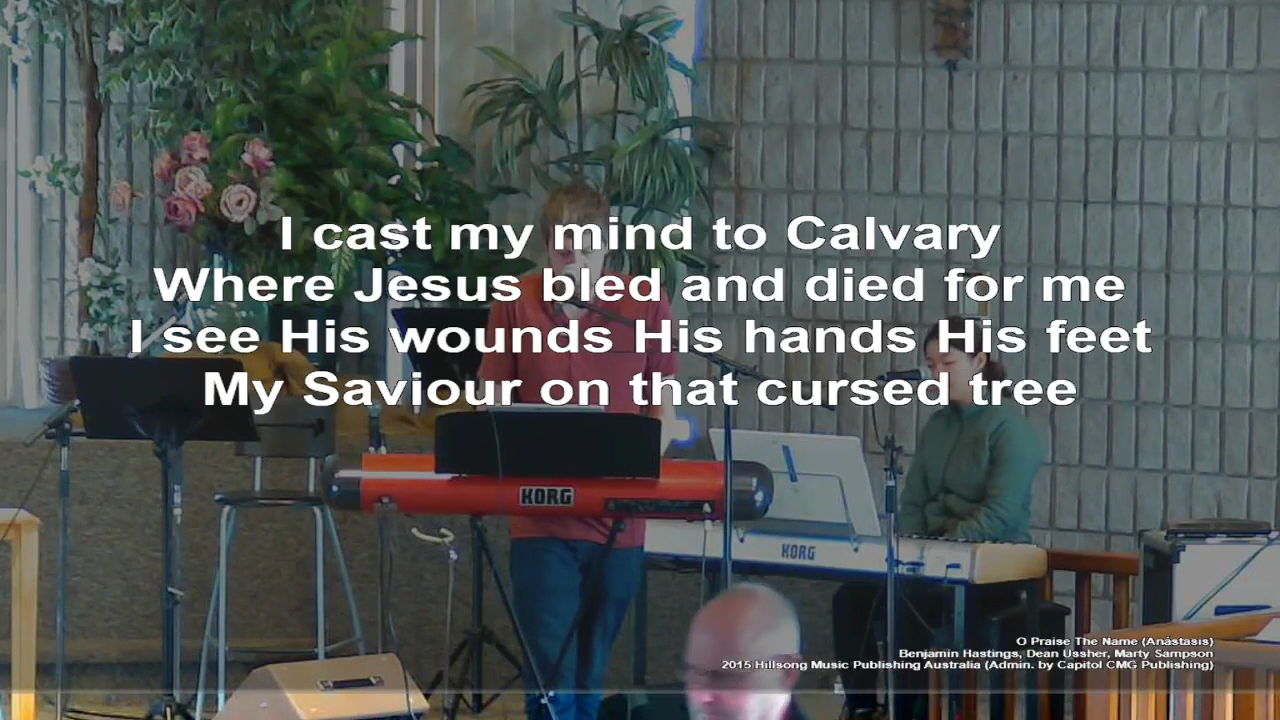 I cast my mind to Calvary
Where Jesus bled and died for me
I see His wounds His hands His feet
My Saviour on that cursed tree
KORG
KORG
O Praise The Name (Anástasis)
Benjamin Hastings, Dean Ussher, Marty Sampson
2015 Hillsong Music Publishing Australia (Admin. by Capitol CMG Publishing)